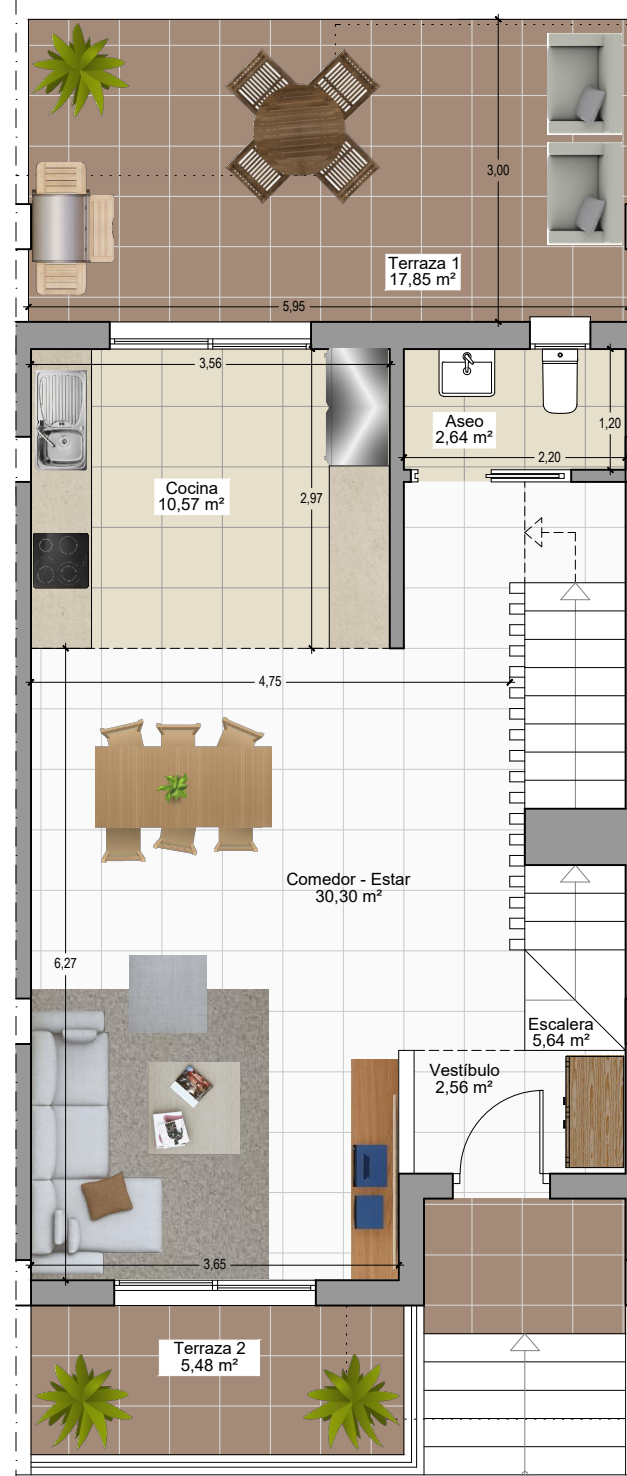 3,00
Terraza 1
17,85 m²
5,95
3,56
Aseo
2,64 m²
1,20
2,20
Cocina
10,57 m²
2,97
4,75
Comedor - Estar
30,30 m²
6,27
Escalera
5,64 m²
Vestíbulo
2,56 m²
3,65
Terraza 2
5,48 m²